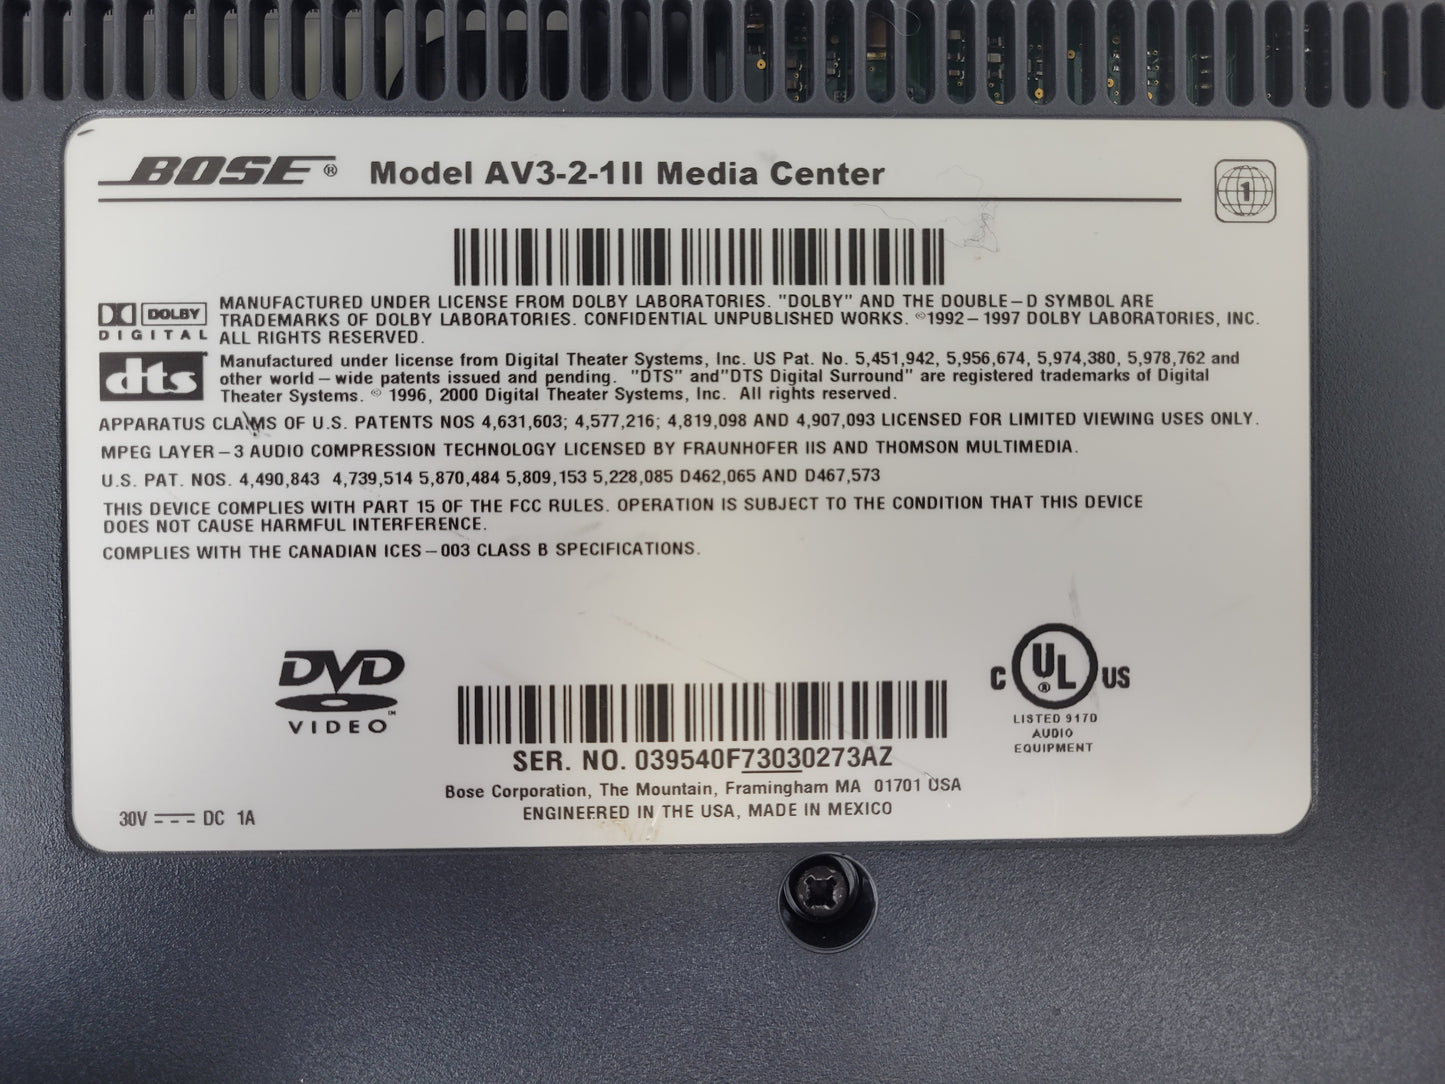 BOSE® Model AV3-2-1II Media Center
1
DOLBY
DIGITAL
MANUFACTURED UNDER LICENSE FROM DOLBY LABORATORIES. "DOLBY" AND THE DOUBLE-D SYMBOL ARE
TRADEMARKS OF DOLBY LABORATORIES. CONFIDENTIAL UNPUBLISHED WORKS. ©1992-1997 DOLBY LABORATORIES, INC.
ALL RIGHTS RESERVED.
dts
Manufactured under license from Digital Theater Systems, Inc. US Pat. No. 5,451,942, 5,956,674, 5,974,380, 5,978,762 and
other world-wide patents issued and pending. "DTS" and"DTS Digital Surround" are registered trademarks of Digital
Theater Systems. © 1996, 2000 Digital Theater Systems, Inc. All rights reserved.
APPARATUS CLAIMS OF U.S. PATENTS NOS 4,631,603; 4,577,216; 4,819,098 AND 4,907,093 LICENSED FOR LIMITED VIEWING USES ONLY.
MPEG LAYER-3 AUDIO COMPRESSION TECHNOLOGY LICENSED BY FRAUNHOFER IIS AND THOMSON MULTIMEDIA.
U.S. PAT. NOS. 4,490,843 4,739,514 5,870,484 5,809,153 5,228,085 D462,065 AND D467,573
THIS DEVICE COMPLIES WITH PART 15 OF THE FCC RULES. OPERATION IS SUBJECT TO THE CONDITION THAT THIS DEVICE
DOES NOT CAUSE HARMFUL INTERFERENCE.
COMPLIES WITH THE CANADIAN ICES-003 CLASS B SPECIFICATIONS.
DVD
VIDEO™
C UL® US
LISTED 917D
AUDIO
EQUIPMENT
SER. NO. 039540F73030273AZ
Bose Corporation, The Mountain, Framingham MA 01701 USA
ENGINEERED IN THE USA, MADE IN MEXICO
30V DC 1A